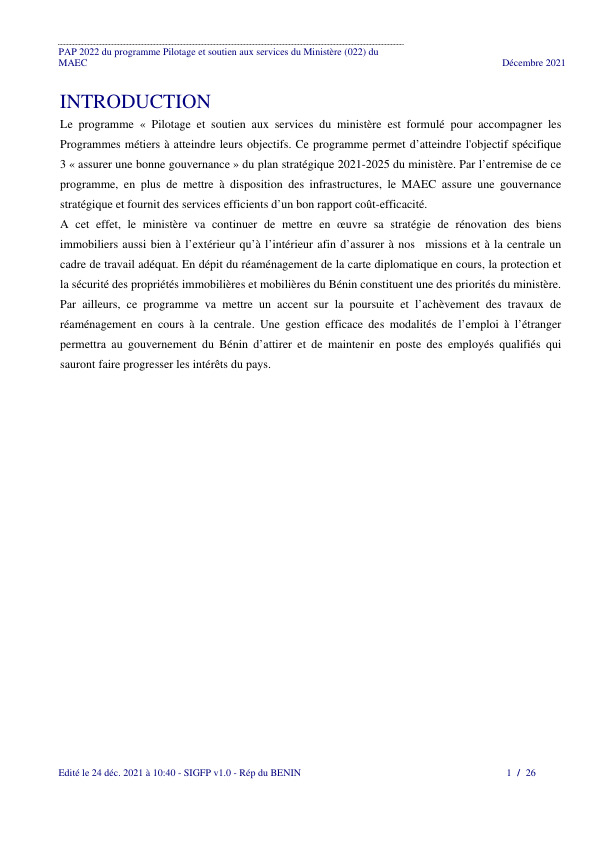 PAP 2022 du programme Pilotage et soutien aux services du Ministère (022) du
MAEC
Décembre 2021
INTRODUCTION
Le programme « Pilotage et soutien aux services du ministère est formulé pour accompagner les
Programmes métiers à atteindre leurs objectifs. Ce programme permet d’atteindre l'objectif spécifique
3 « assurer une bonne gouvernance » du plan stratégique 2021-2025 du ministère. Par l’entremise de ce
programme, en plus de mettre à disposition des infrastructures, le MAEC assure une gouvernance
stratégique et fournit des services efficients d’un bon rapport coût-efficacité.
A cet effet, le ministère va continuer de mettre en œuvre sa stratégie de rénovation des biens
immobiliers aussi bien à l’extérieur qu’à l’intérieur afin d’assurer à nos missions et à la centrale un
cadre de travail adéquat. En dépit du réaménagement de la carte diplomatique en cours, la protection et
la sécurité des propriétés immobilières et mobilières du Bénin constituent une des priorités du ministère.
Par ailleurs, ce programme va mettre un accent sur la poursuite et l’achèvement des travaux de
réaménagement en cours à la centrale. Une gestion efficace des modalités de l’emploi à l’étranger
permettra au gouvernement du Bénin d’attirer et de maintenir en poste des employés qualifiés qui
sauront faire progresser les intérêts du pays.
Edité le 24 déc. 2021 à 10:40 - SIGFP v1.0 - Rép du BENIN
1 / 26